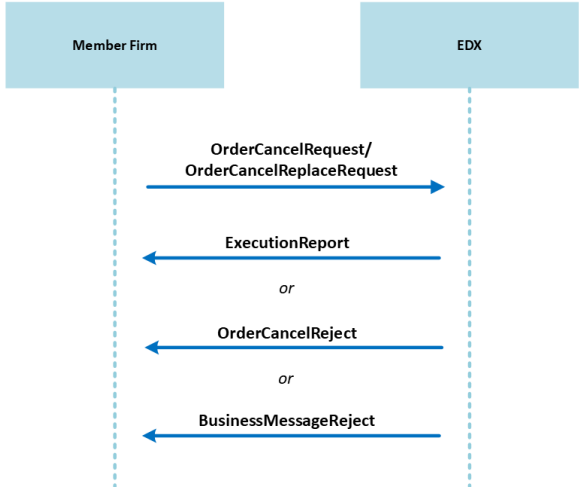 Member Firm
EDX
OrderCancelRequest/
OrderCancelReplaceRequest
ExecutionReport
or
OrderCancelReject
or
BusinessMessageReject